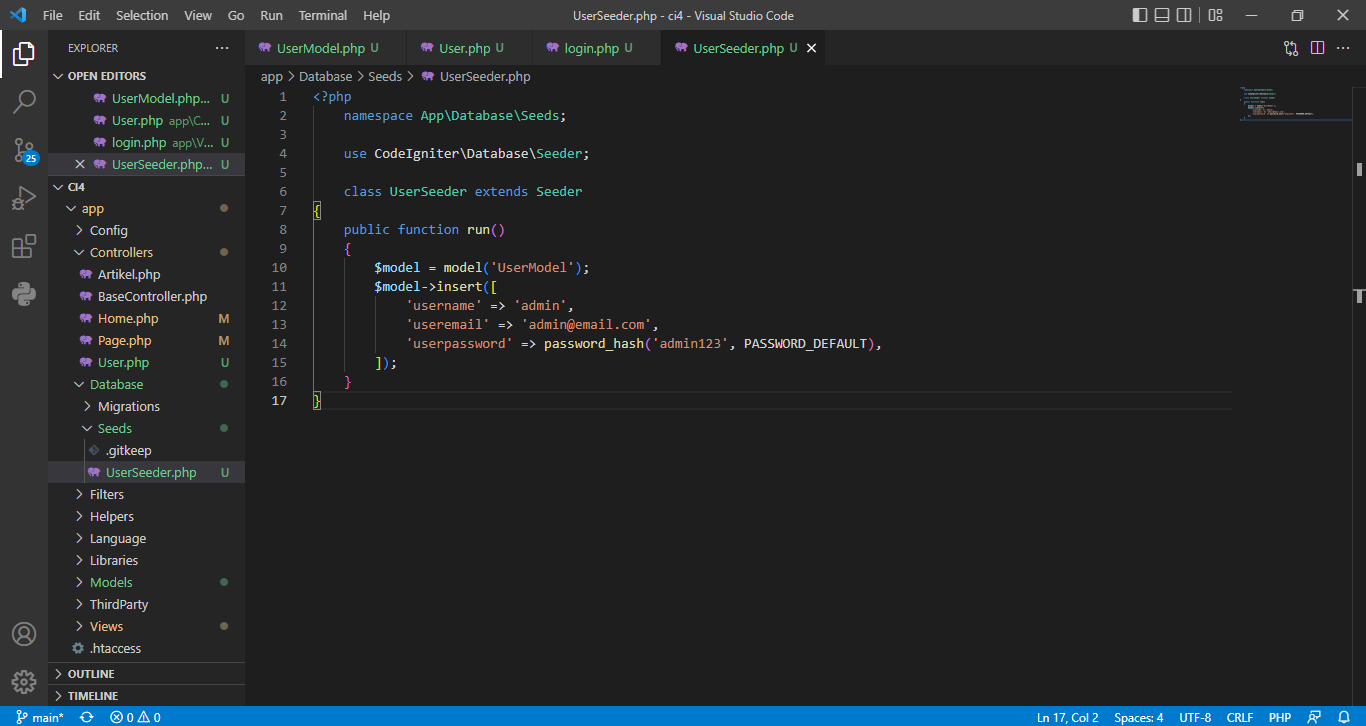 File Edit Selection View Go Run Terminal Help UserSeeder.php - ci4 - Visual Studio Code
EXPLORER
OPEN EDITORS
UserModel.php... U
User.php app\C... U
login.php app\V... U
UserSeeder.php... U
CI4
app
Config
Controllers
Artikel.php
BaseController.php
Home.php M
Page.php M
User.php U
Database
Migrations
Seeds
.gitkeep
UserSeeder.php U
Filters
Helpers
Language
Libraries
Models
ThirdParty
Views
.htaccess
OUTLINE
TIMELINE
25
UserModel.php U User.php U login.php U UserSeeder.php U
app > Database > Seeds > UserSeeder.php
1 <?php
2 namespace App\Database\Seeds;
3
4 use CodeIgniter\Database\Seeder;
5
6 class UserSeeder extends Seeder
7 {
8 public function run()
9 {
10 $model = model('UserModel');
11 $model->insert([
12 'username' => 'admin',
13 'useremail' => 'admin@email.com',
14 'userpassword' => password_hash('admin123', PASSWORD_DEFAULT),
15 ]);
16 }
17 }
main* 0 0 Ln 17, Col 2 Spaces: 4 UTF-8 CRLF PHP